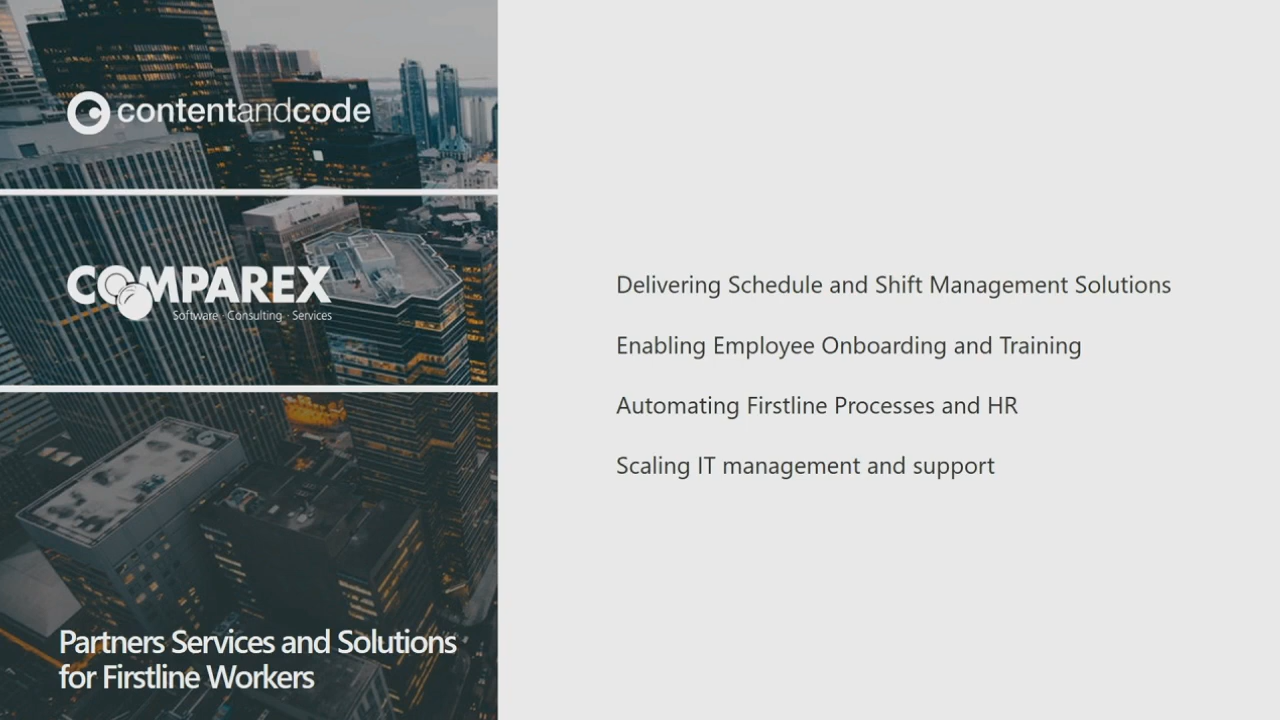 contentandcode
COMPAREX
Software · Consulting · Services
Partners Services and Solutions
for Firstline Workers
Delivering Schedule and Shift Management Solutions
Enabling Employee Onboarding and Training
Automating Firstline Processes and HR
Scaling IT management and support